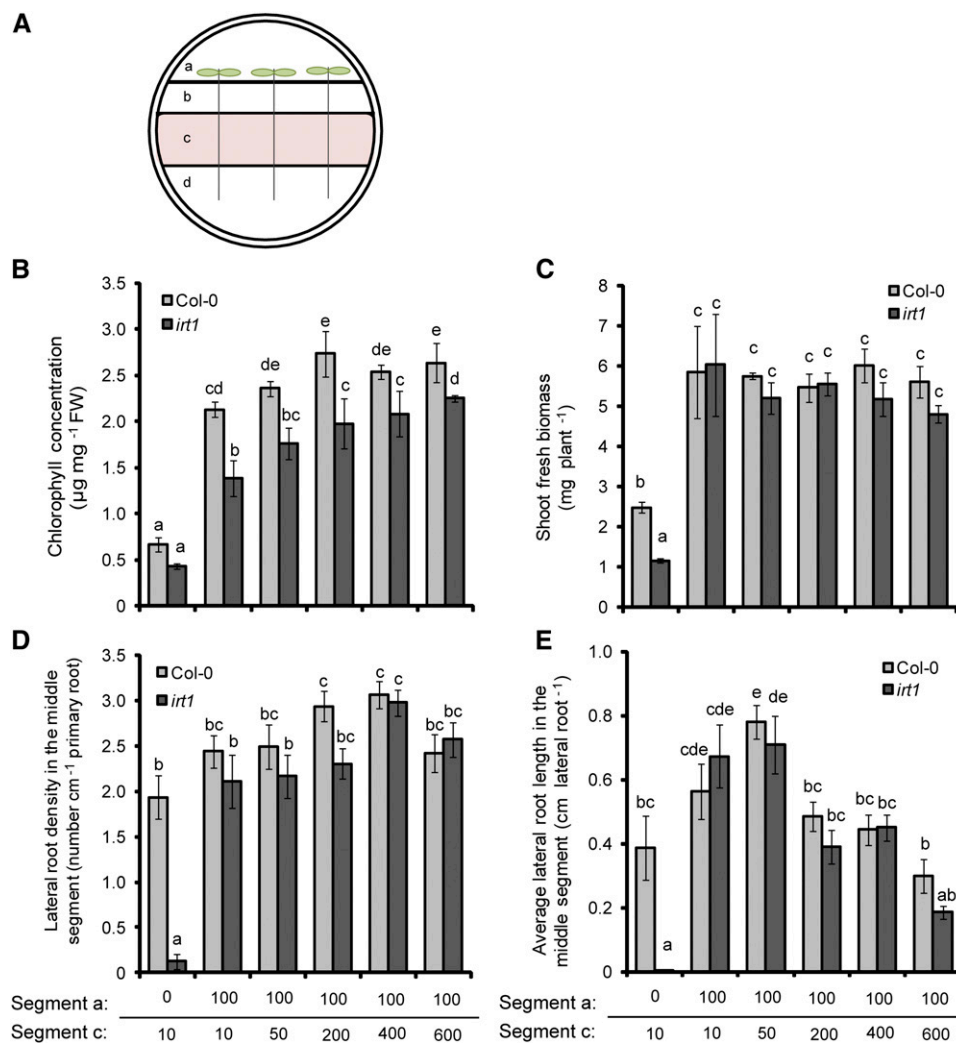 A
a
b
c
d
B
Chlorophyll concentration
(µg mg -1 FW)
3.5
3.0
2.5
2.0
1.5
1.0
0.5
0
Col-0
irt1
a a
cd b
de bc
e c
de c
e d
C
Shoot fresh biomass
(mg plant -1)
8
7
6
5
4
3
2
1
0
Col-0
irt1
b a
c c
c c
c c
c c
c c
D
Lateral root density in the middle
segment (number cm-1 primary root)
3.5
3.0
2.5
2.0
1.5
1.0
0.5
0
Col-0
irt1
b a
bc b
bc b
c bc
c c
bc bc
E
Average lateral root length in the
middle segment (cm lateral root -1)
1.0
0.8
0.6
0.4
0.2
0
Col-0
irt1
bc a
cde cde
e de
bc bc
bc bc
b ab
Segment a: 0 100 100 100 100 100
Segment c: 10 10 50 200 400 600
Segment a: 0 100 100 100 100 100
Segment c: 10 10 50 200 400 600